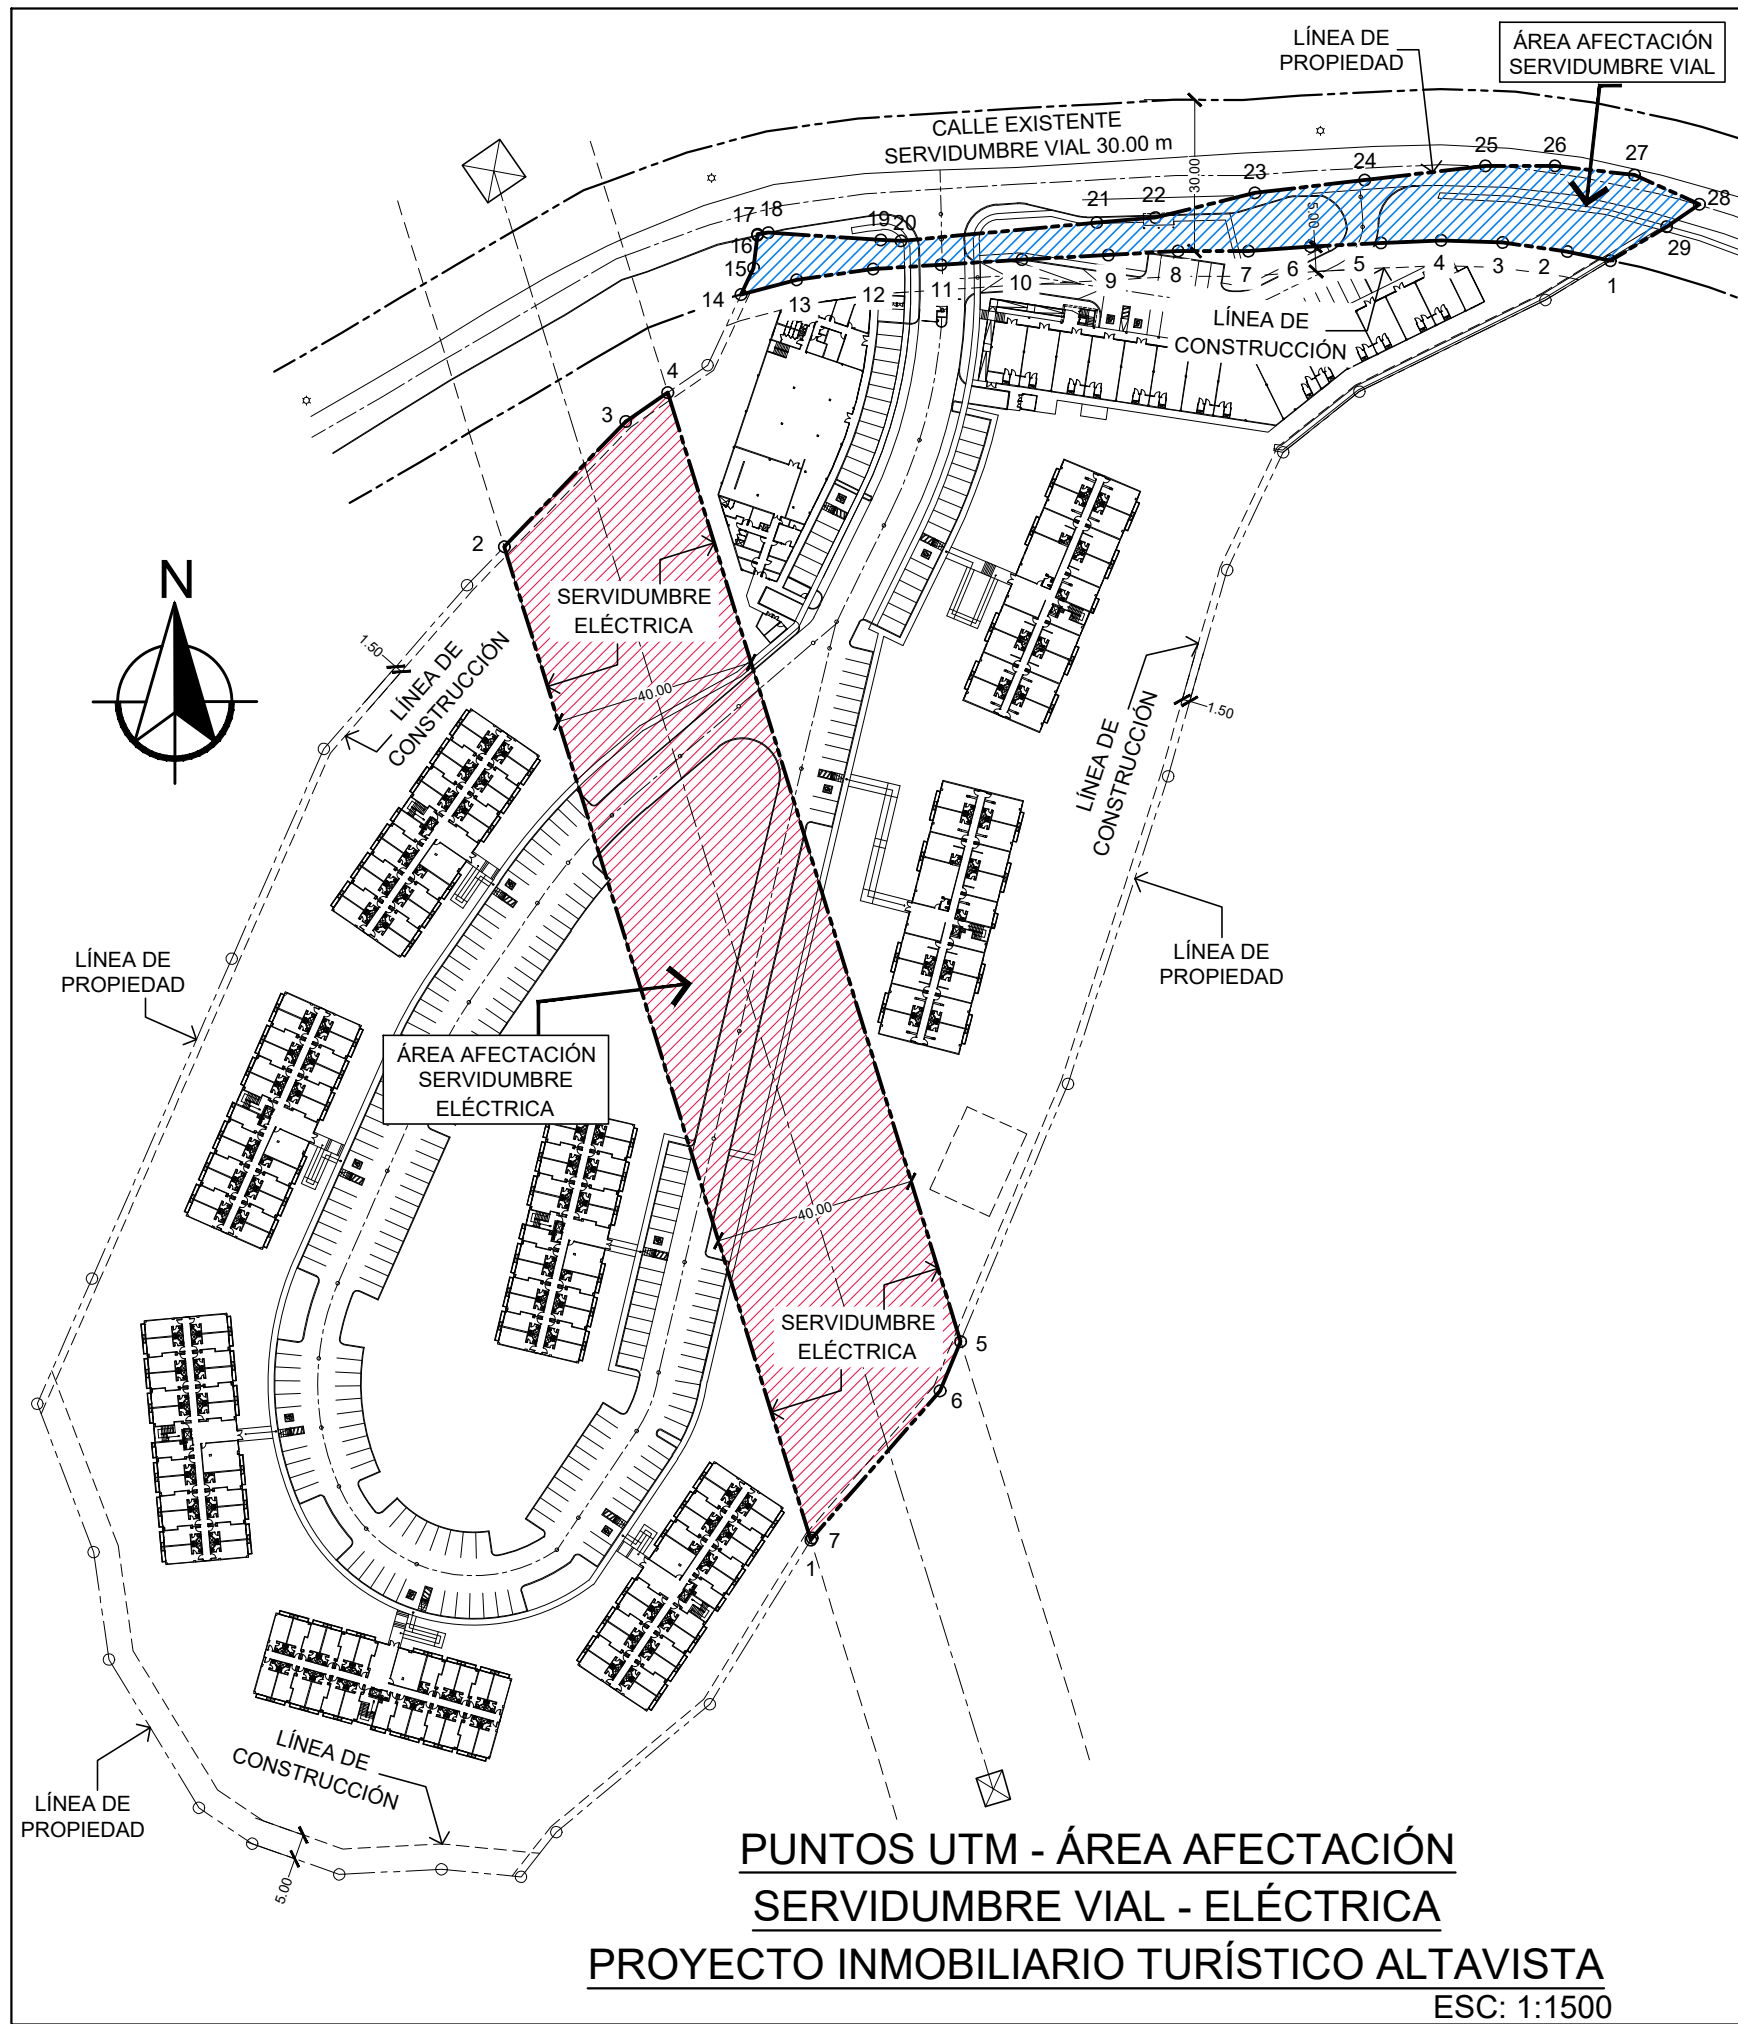 LÍNEA DE
PROPIEDAD
ÁREA AFECTACIÓN
SERVIDUMBRE VIAL
CALLE EXISTENTE
SERVIDUMBRE VIAL 30.00 m
30.00
5.00
17
18
19
20
21
22
23
24
25
26
27
28
29
16
15
14
13
12
11
10
9
8
7
6
5
4
3
2
1
LÍNEA DE
CONSTRUCCIÓN
4
3
2
N
SERVIDUMBRE
ELÉCTRICA
40.00
1.50
LÍNEA DE
CONSTRUCCIÓN
1.50
LÍNEA DE
CONSTRUCCIÓN
LÍNEA DE
PROPIEDAD
LÍNEA DE
PROPIEDAD
ÁREA AFECTACIÓN
SERVIDUMBRE
ELÉCTRICA
40.00
SERVIDUMBRE
ELÉCTRICA
5
6
7
1
LÍNEA DE
CONSTRUCCIÓN
LÍNEA DE
PROPIEDAD
5.00
PUNTOS UTM - ÁREA AFECTACIÓN
SERVIDUMBRE VIAL - ELÉCTRICA
PROYECTO INMOBILIARIO TURÍSTICO ALTAVISTA
ESC: 1:1500